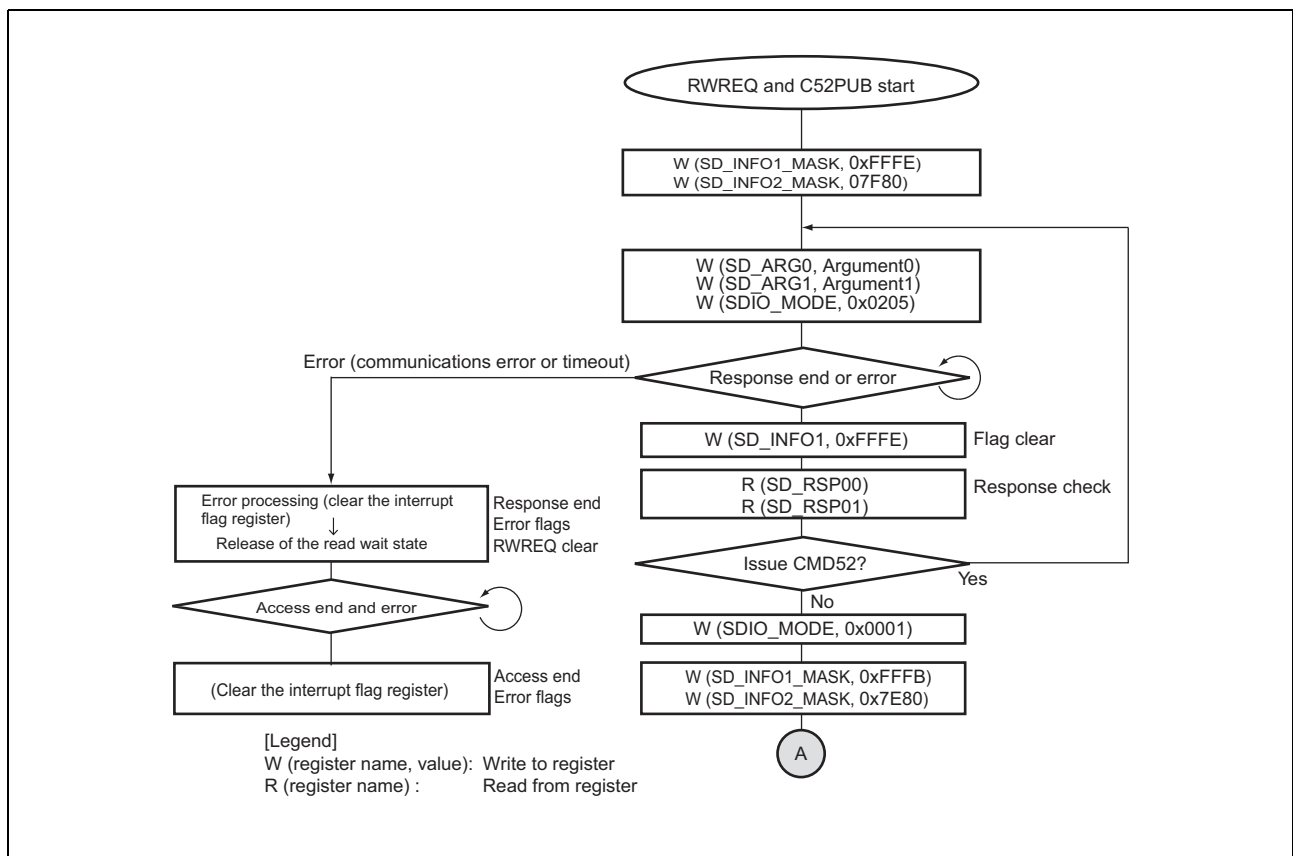 RWREQ and C52PUB start
W (SD_INFO1_MASK, 0xFFFE)
W (SD_INFO2_MASK, 07F80)
W (SD_ARG0, Argument0)
W (SD_ARG1, Argument1)
W (SDIO_MODE, 0x0205)
Error (communications error or timeout)
Response end or error
W (SD_INFO1, 0xFFFE)
Flag clear
R (SD_RSP00)
R (SD_RSP01)
Response check
Error processing (clear the interrupt
flag register)
↓
Release of the read wait state
Response end
Error flags
RWREQ clear
Issue CMD52?
Yes
No
Access end and error
W (SDIO_MODE, 0x0001)
(Clear the interrupt flag register)
Access end
Error flags
W (SD_INFO1_MASK, 0xFFFB)
W (SD_INFO2_MASK, 0x7E80)
A
[Legend]
W (register name, value): Write to register
R (register name) : Read from register